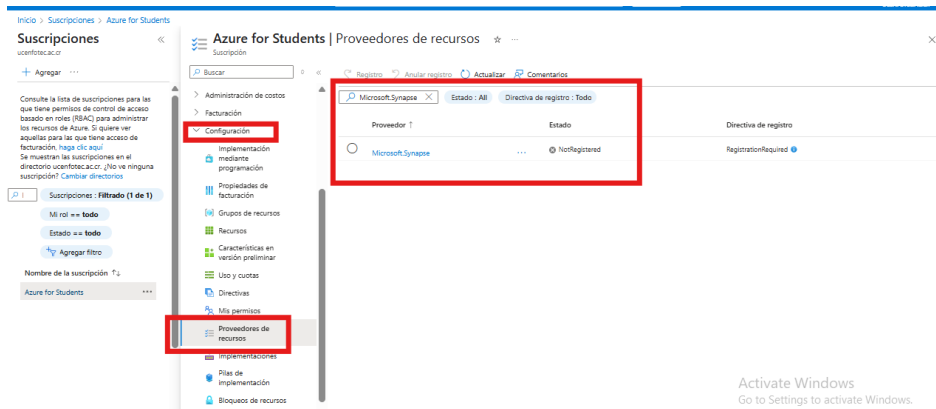 Inicio > Suscripciones > Azure for Students
Suscripciones
ucenfotec.ac.cr
+ Agregar ...
Consulte la lista de suscripciones para las
que tiene permisos de control de acceso
basado en roles (RBAC) para administrar
los recursos de Azure. Si quiere ver
aquellas para las que tiene acceso de
facturación, haga clic aquí
Se muestran las suscripciones en el
directorio ucenfotec.ac.cr. ¿No ve ninguna
suscripción? Cambiar directorios
Suscripciones : Filtrado (1 de 1)
Mi rol == todo
Estado == todo
Agregar filtro
Nombre de la suscripción ↑↓
Azure for Students ...
Azure for Students | Proveedores de recursos ☆ ...
Suscripción
Buscar
Administración de costos
Facturación
Configuración
Implementación
mediante
programación
Propiedades de
facturación
Grupos de recursos
Recursos
Características en
versión preliminar
Uso y cuotas
Directivas
Mis permisos
Proveedores de
recursos
Implementaciones
Pilas de
implementación
Bloqueos de recursos
Registro Anular registro Actualizar Comentarios
Microsoft.Synapse × Estado : All Directiva de registro : Todo
Proveedor ↑ Estado Directiva de registro
Microsoft.Synapse ... NotRegistered RegistrationRequired
Activate Windows
Go to Settings to activate Windows.